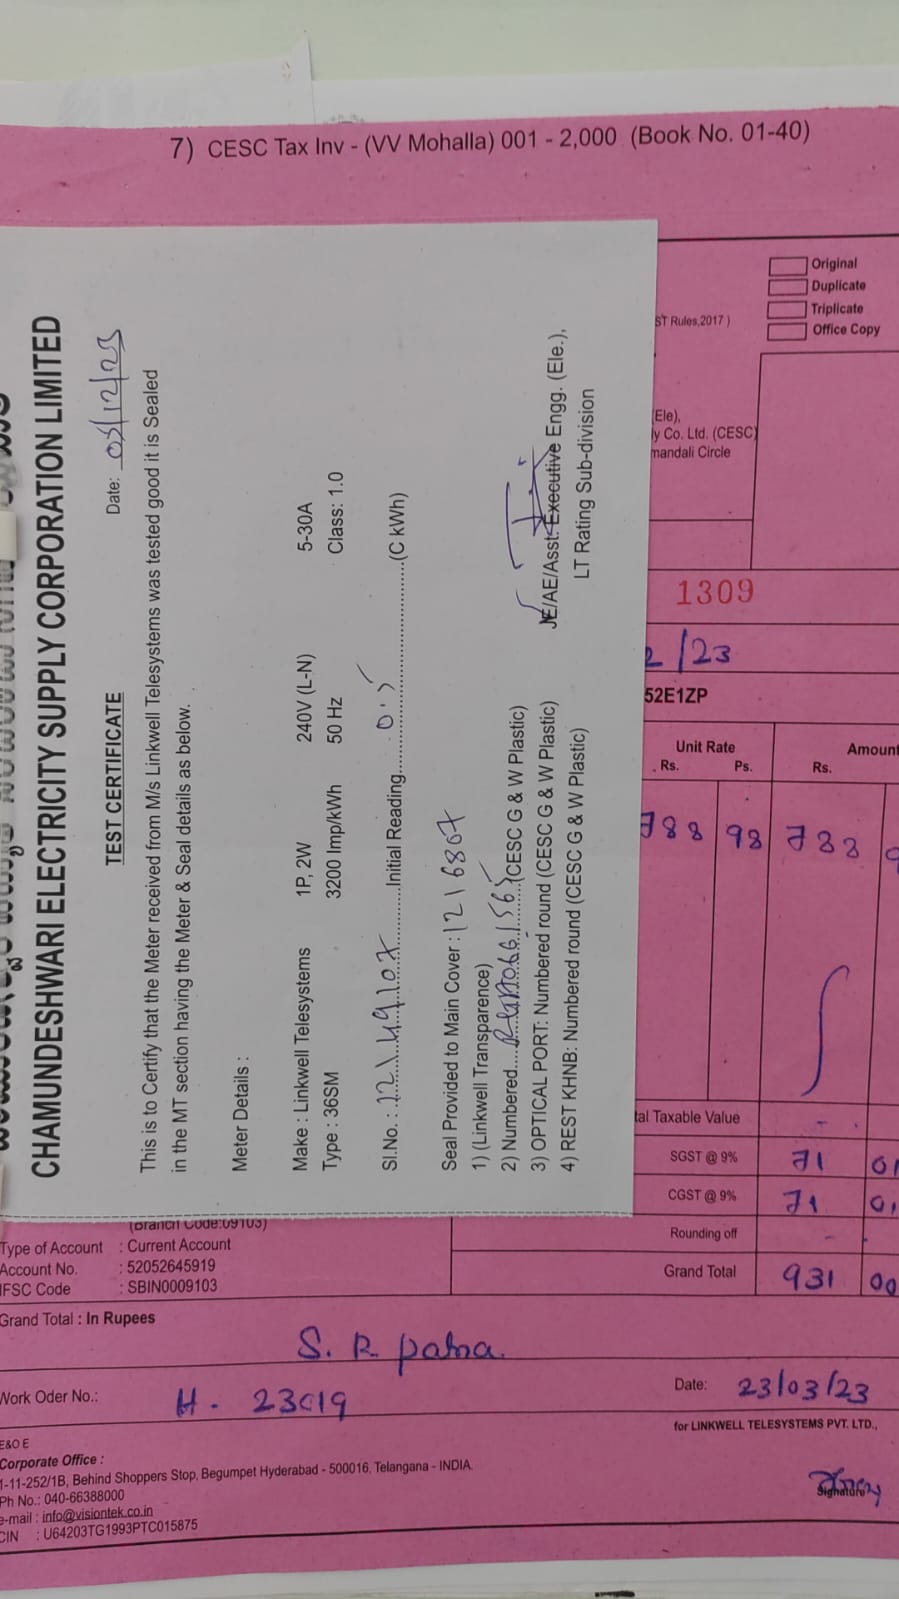 7) CESC Tax Inv - (VV Mohalla) 001 - 2,000 (Book No. 01-40)
CHAMUNDESHWARI ELECTRICITY SUPPLY CORPORATION LIMITED
TEST CERTIFICATE
Date:
This is to Certify that the Meter received from M/s Linkwell Telesystems was tested good it is Sealed
in the MT section having the Meter & Seal details as below.
Meter Details :
Make : Linkwell Telesystems 1P, 2W 240V (L-N) 5-30A
Type : 36SM 3200 Imp/kWh 50 Hz Class: 1.0
Sl.No. : Initial Reading 0.5 (C kWh)
Seal Provided to Main Cover : 1216807
1) (Linkwell Transparence)
2) Numbered (CESC G & W Plastic)
3) OPTICAL PORT: Numbered round (CESC G & W Plastic)
4) REST KHNB: Numbered round (CESC G & W Plastic)
JE/AE/Asst. Executive Engg. (Ele.),
LT Rating Sub-division
Original
Duplicate
Triplicate
Office Copy
ST Rules,2017 )
(Ele),
y Co. Ltd. (CESC)
mandali Circle
1309
2/23
52E1ZP
Unit Rate Amount
Rs. Ps. Rs.
788 98 788
tal Taxable Value
SGST @ 9% 71 01
CGST @ 9% 71 01
Rounding off -
Grand Total 931 00
(Branch Code:09103)
Type of Account : Current Account
Account No. : 52052645919
IFSC Code : SBIN0009103
Grand Total : In Rupees
S. R.
Work Oder No.: H. 23019
Date: 23/03/23
for LINKWELL TELESYSTEMS PVT. LTD.,
Signature
E&O E
Corporate Office :
1-11-252/1B, Behind Shoppers Stop, Begumpet Hyderabad - 500016, Telangana - INDIA.
Ph No.: 040-66388000
e-mail : info@visiontek.co.in
CIN : U64203TG1993PTC015875